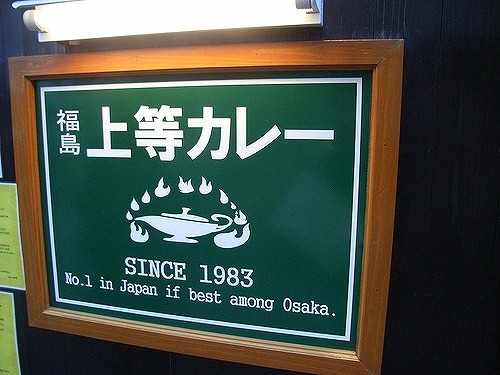 福島 上等カレー
SINCE 1983
No.1 in Japan if best among Osaka.